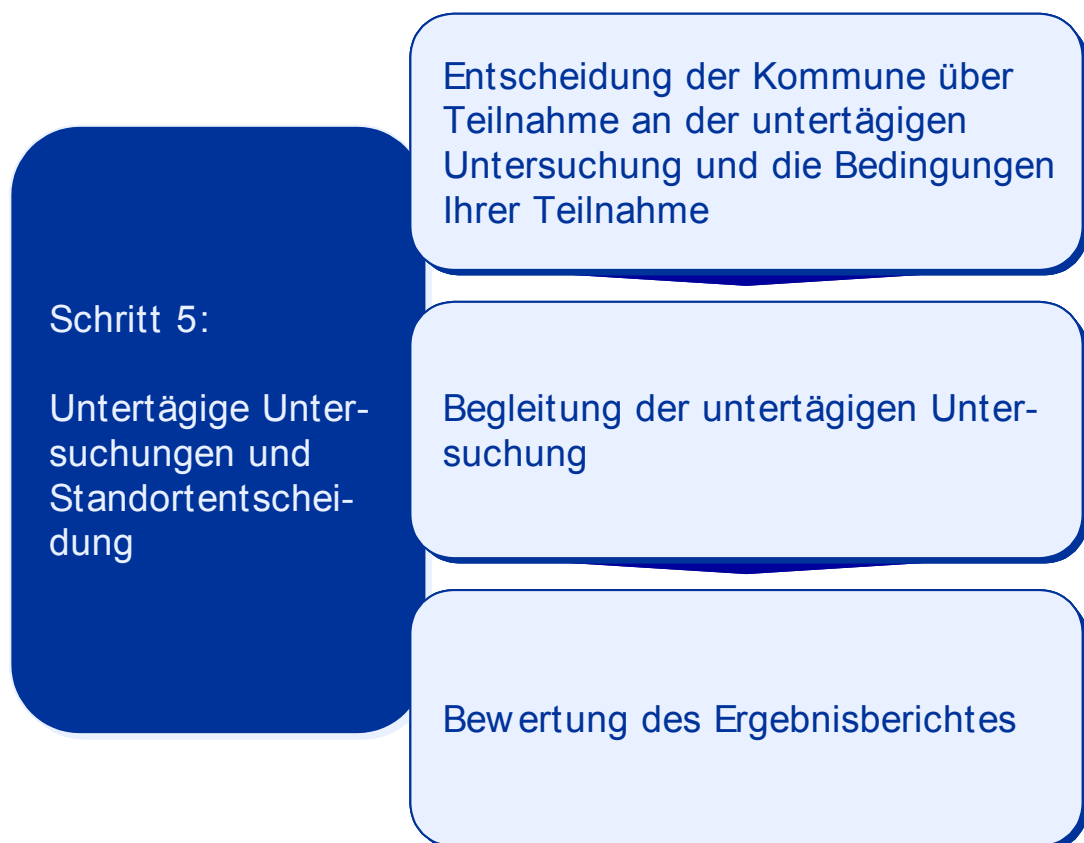 Schritt 5:
Untertägige Unter-
suchungen und
Standortentschei-
dung
Entscheidung der Kommune über
Teilnahme an der untertägigen
Untersuchung und die Bedingungen
Ihrer Teilnahme
Begleitung der untertägigen Unter-
suchung
Bewertung des Ergebnisberichtes